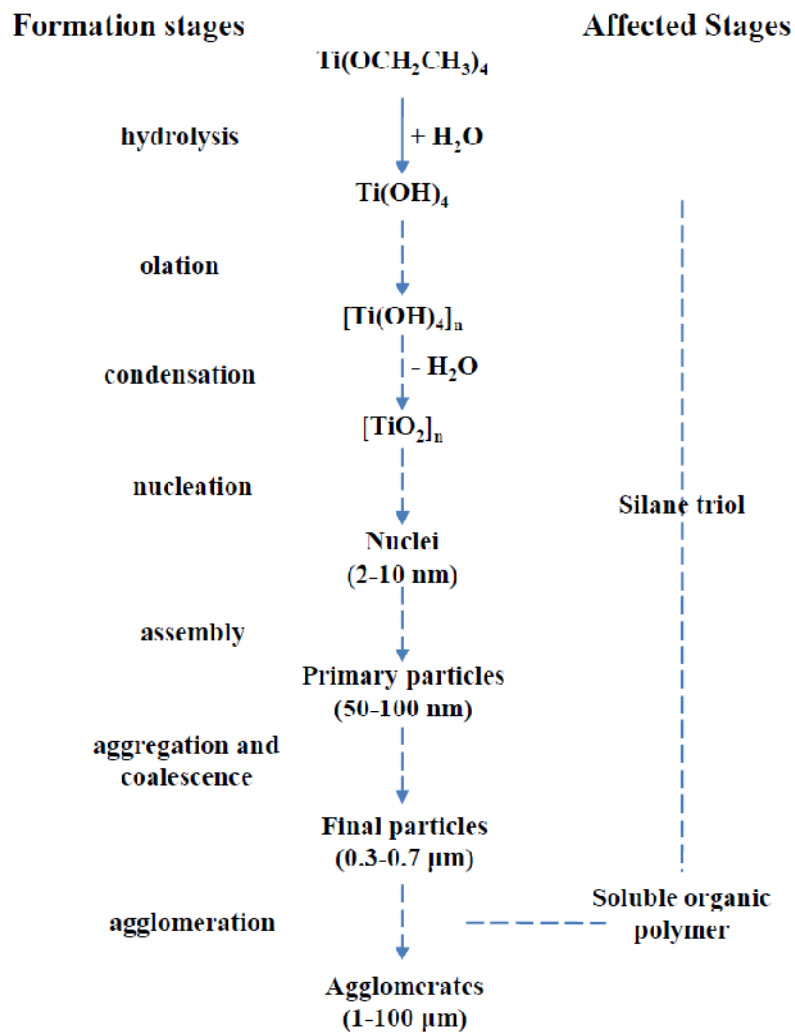 Formation stages
Affected Stages
Ti(OCH₂CH₃)₄
hydrolysis
+ H₂O
Ti(OH)₄
olation
[Ti(OH)₄]ₙ
condensation
- H₂O
[TiO₂]ₙ
nucleation
Silane triol
Nuclei
(2-10 nm)
assembly
Primary particles
(50-100 nm)
aggregation and
coalescence
Final particles
(0.3-0.7 μm)
Soluble organic
polymer
agglomeration
Agglomerates
(1-100 μm)